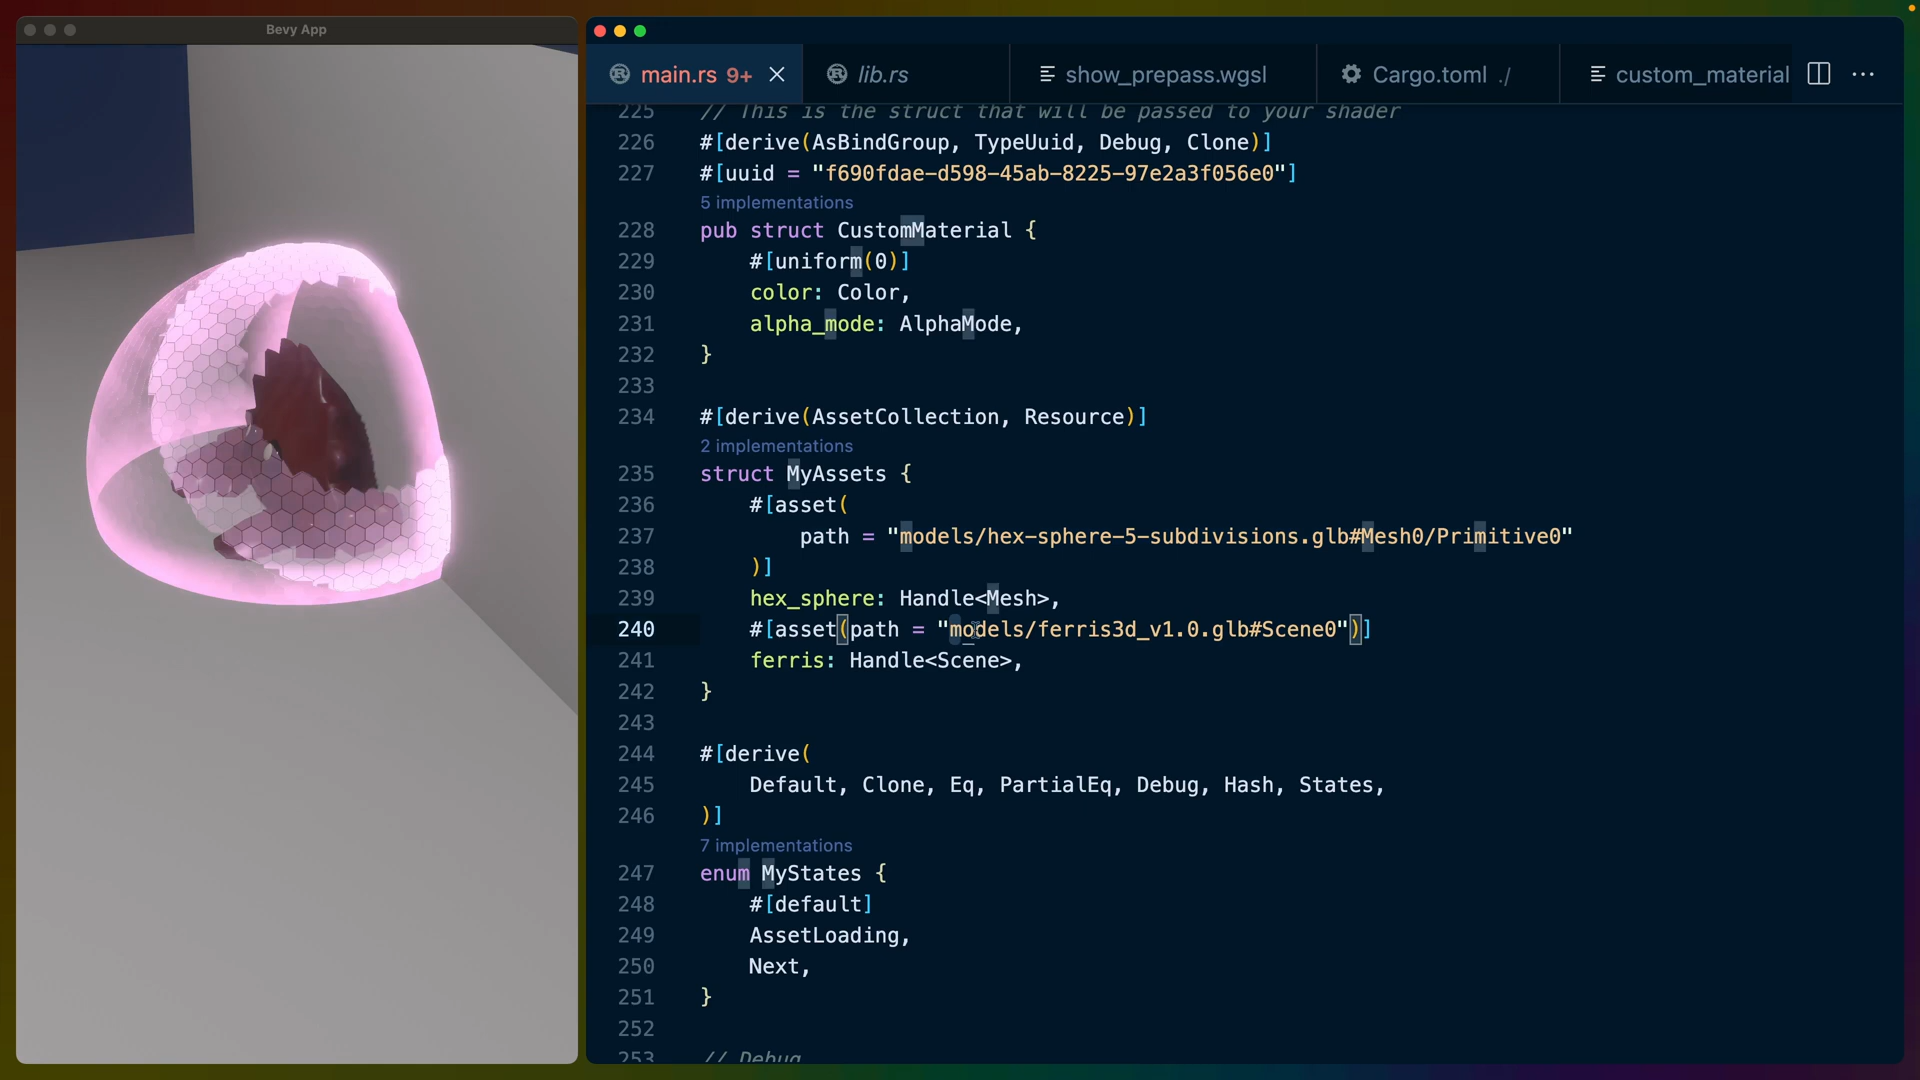 Bevy App
main.rs 9+
lib.rs
show_prepass.wgsl
Cargo.toml ./
custom_material
225 // This is the struct that will be passed to your shader
226 #[derive(AsBindGroup, TypeUuid, Debug, Clone)]
227 #[uuid = "f690fdae-d598-45ab-8225-97e2a3f056e0"]
5 implementations
228 pub struct CustomMaterial {
229 #[uniform(0)]
230 color: Color,
231 alpha_mode: AlphaMode,
232 }
233
234 #[derive(AssetCollection, Resource)]
2 implementations
235 struct MyAssets {
236 #[asset(
237 path = "models/hex-sphere-5-subdivisions.glb#Mesh0/Primitive0"
238 )]
239 hex_sphere: Handle<Mesh>,
240 #[asset(path = "models/ferris3d_v1.0.glb#Scene0")]
241 ferris: Handle<Scene>,
242 }
243
244 #[derive(
245 Default, Clone, Eq, PartialEq, Debug, Hash, States,
246 )]
7 implementations
247 enum MyStates {
248 #[default]
249 AssetLoading,
250 Next,
251 }
252
253 // Debug